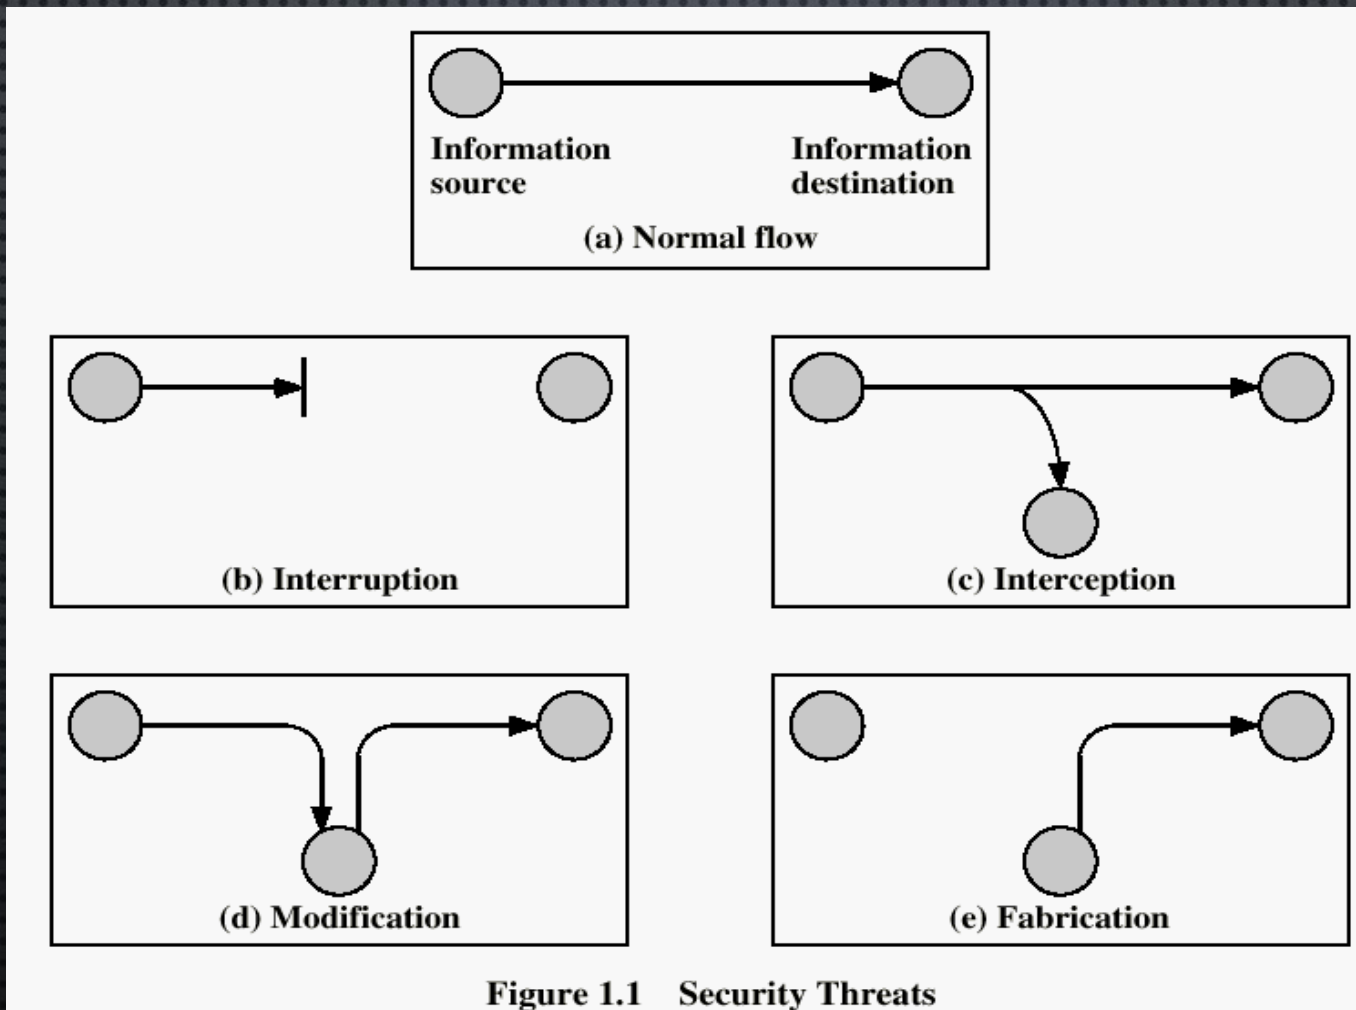 Information
source
Information
destination
(a) Normal flow
(b) Interruption
(c) Interception
(d) Modification
(e) Fabrication
Figure 1.1 Security Threats